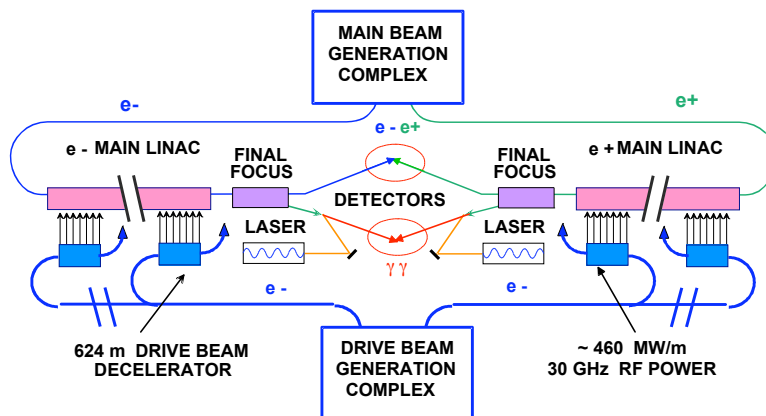 MAIN BEAM
GENERATION
COMPLEX
e-
e+
e - e+
e - MAIN LINAC
FINAL
FOCUS
DETECTORS
FINAL
FOCUS
e + MAIN LINAC
LASER
LASER
γ γ
e -
e -
624 m DRIVE BEAM
DECELERATOR
DRIVE BEAM
GENERATION
COMPLEX
~ 460 MW/m
30 GHz RF POWER